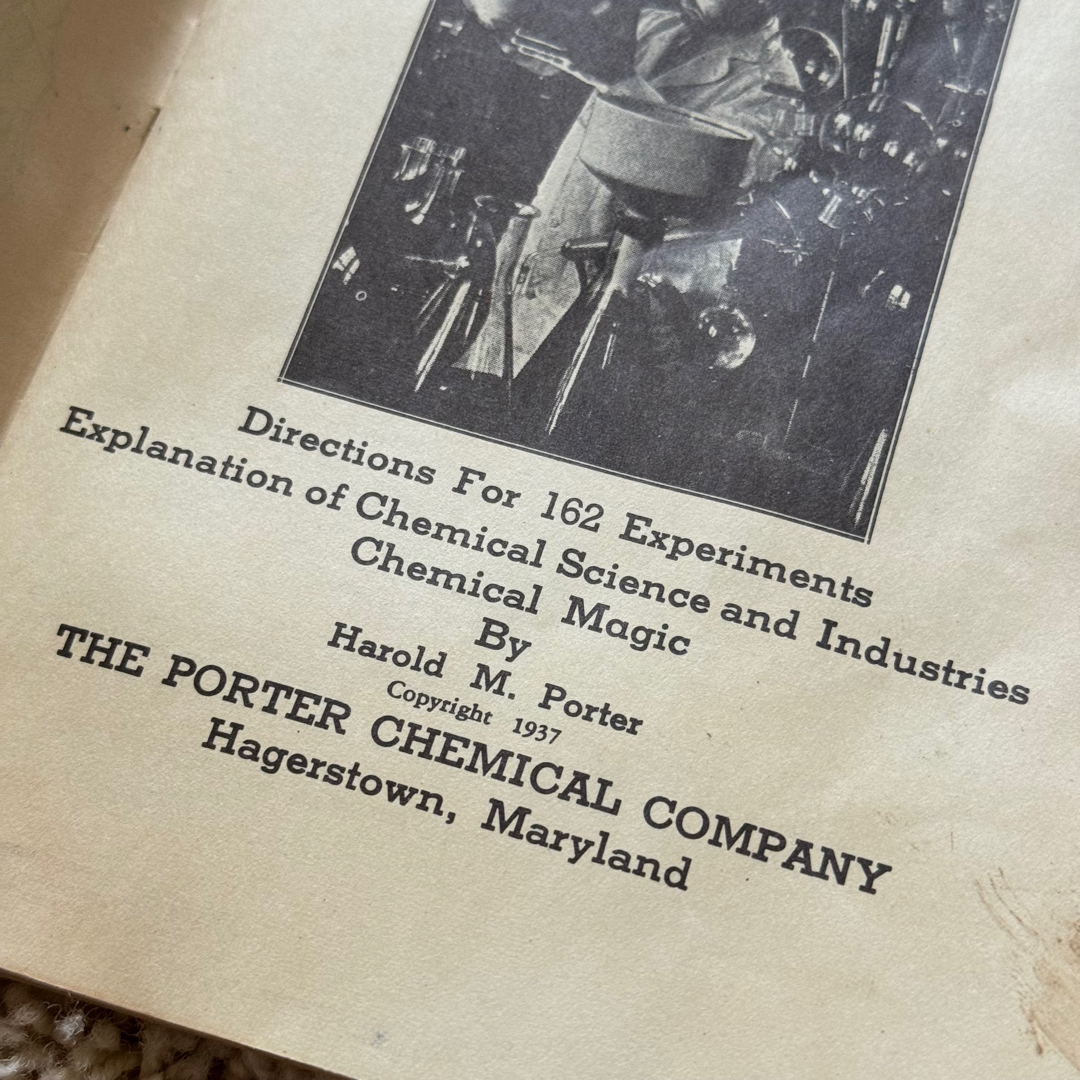 Directions For 162 Experiments
Explanation of Chemical Science and Industries
Chemical Magic
By
Harold M. Porter
Copyright 1937
THE PORTER CHEMICAL COMPANY
Hagerstown, Maryland